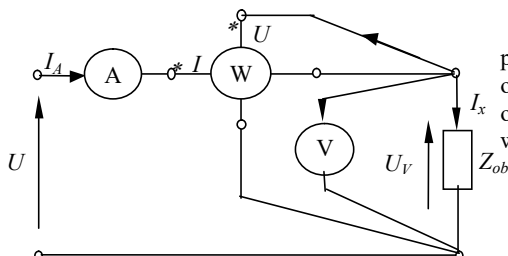 * U
I_A A * I W
p
o
I_x o
V w
U U_V Z_ob